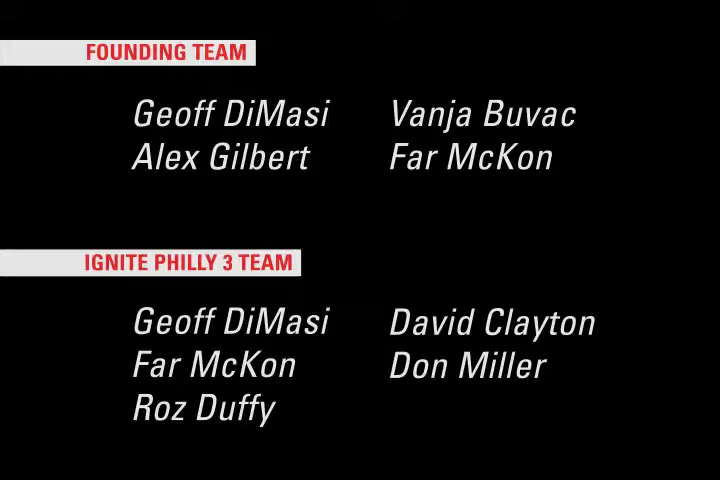 FOUNDING TEAM
Geoff DiMasi
Alex Gilbert
Vanja Buvac
Far McKon
IGNITE PHILLY 3 TEAM
Geoff DiMasi
Far McKon
Roz Duffy
David Clayton
Don Miller